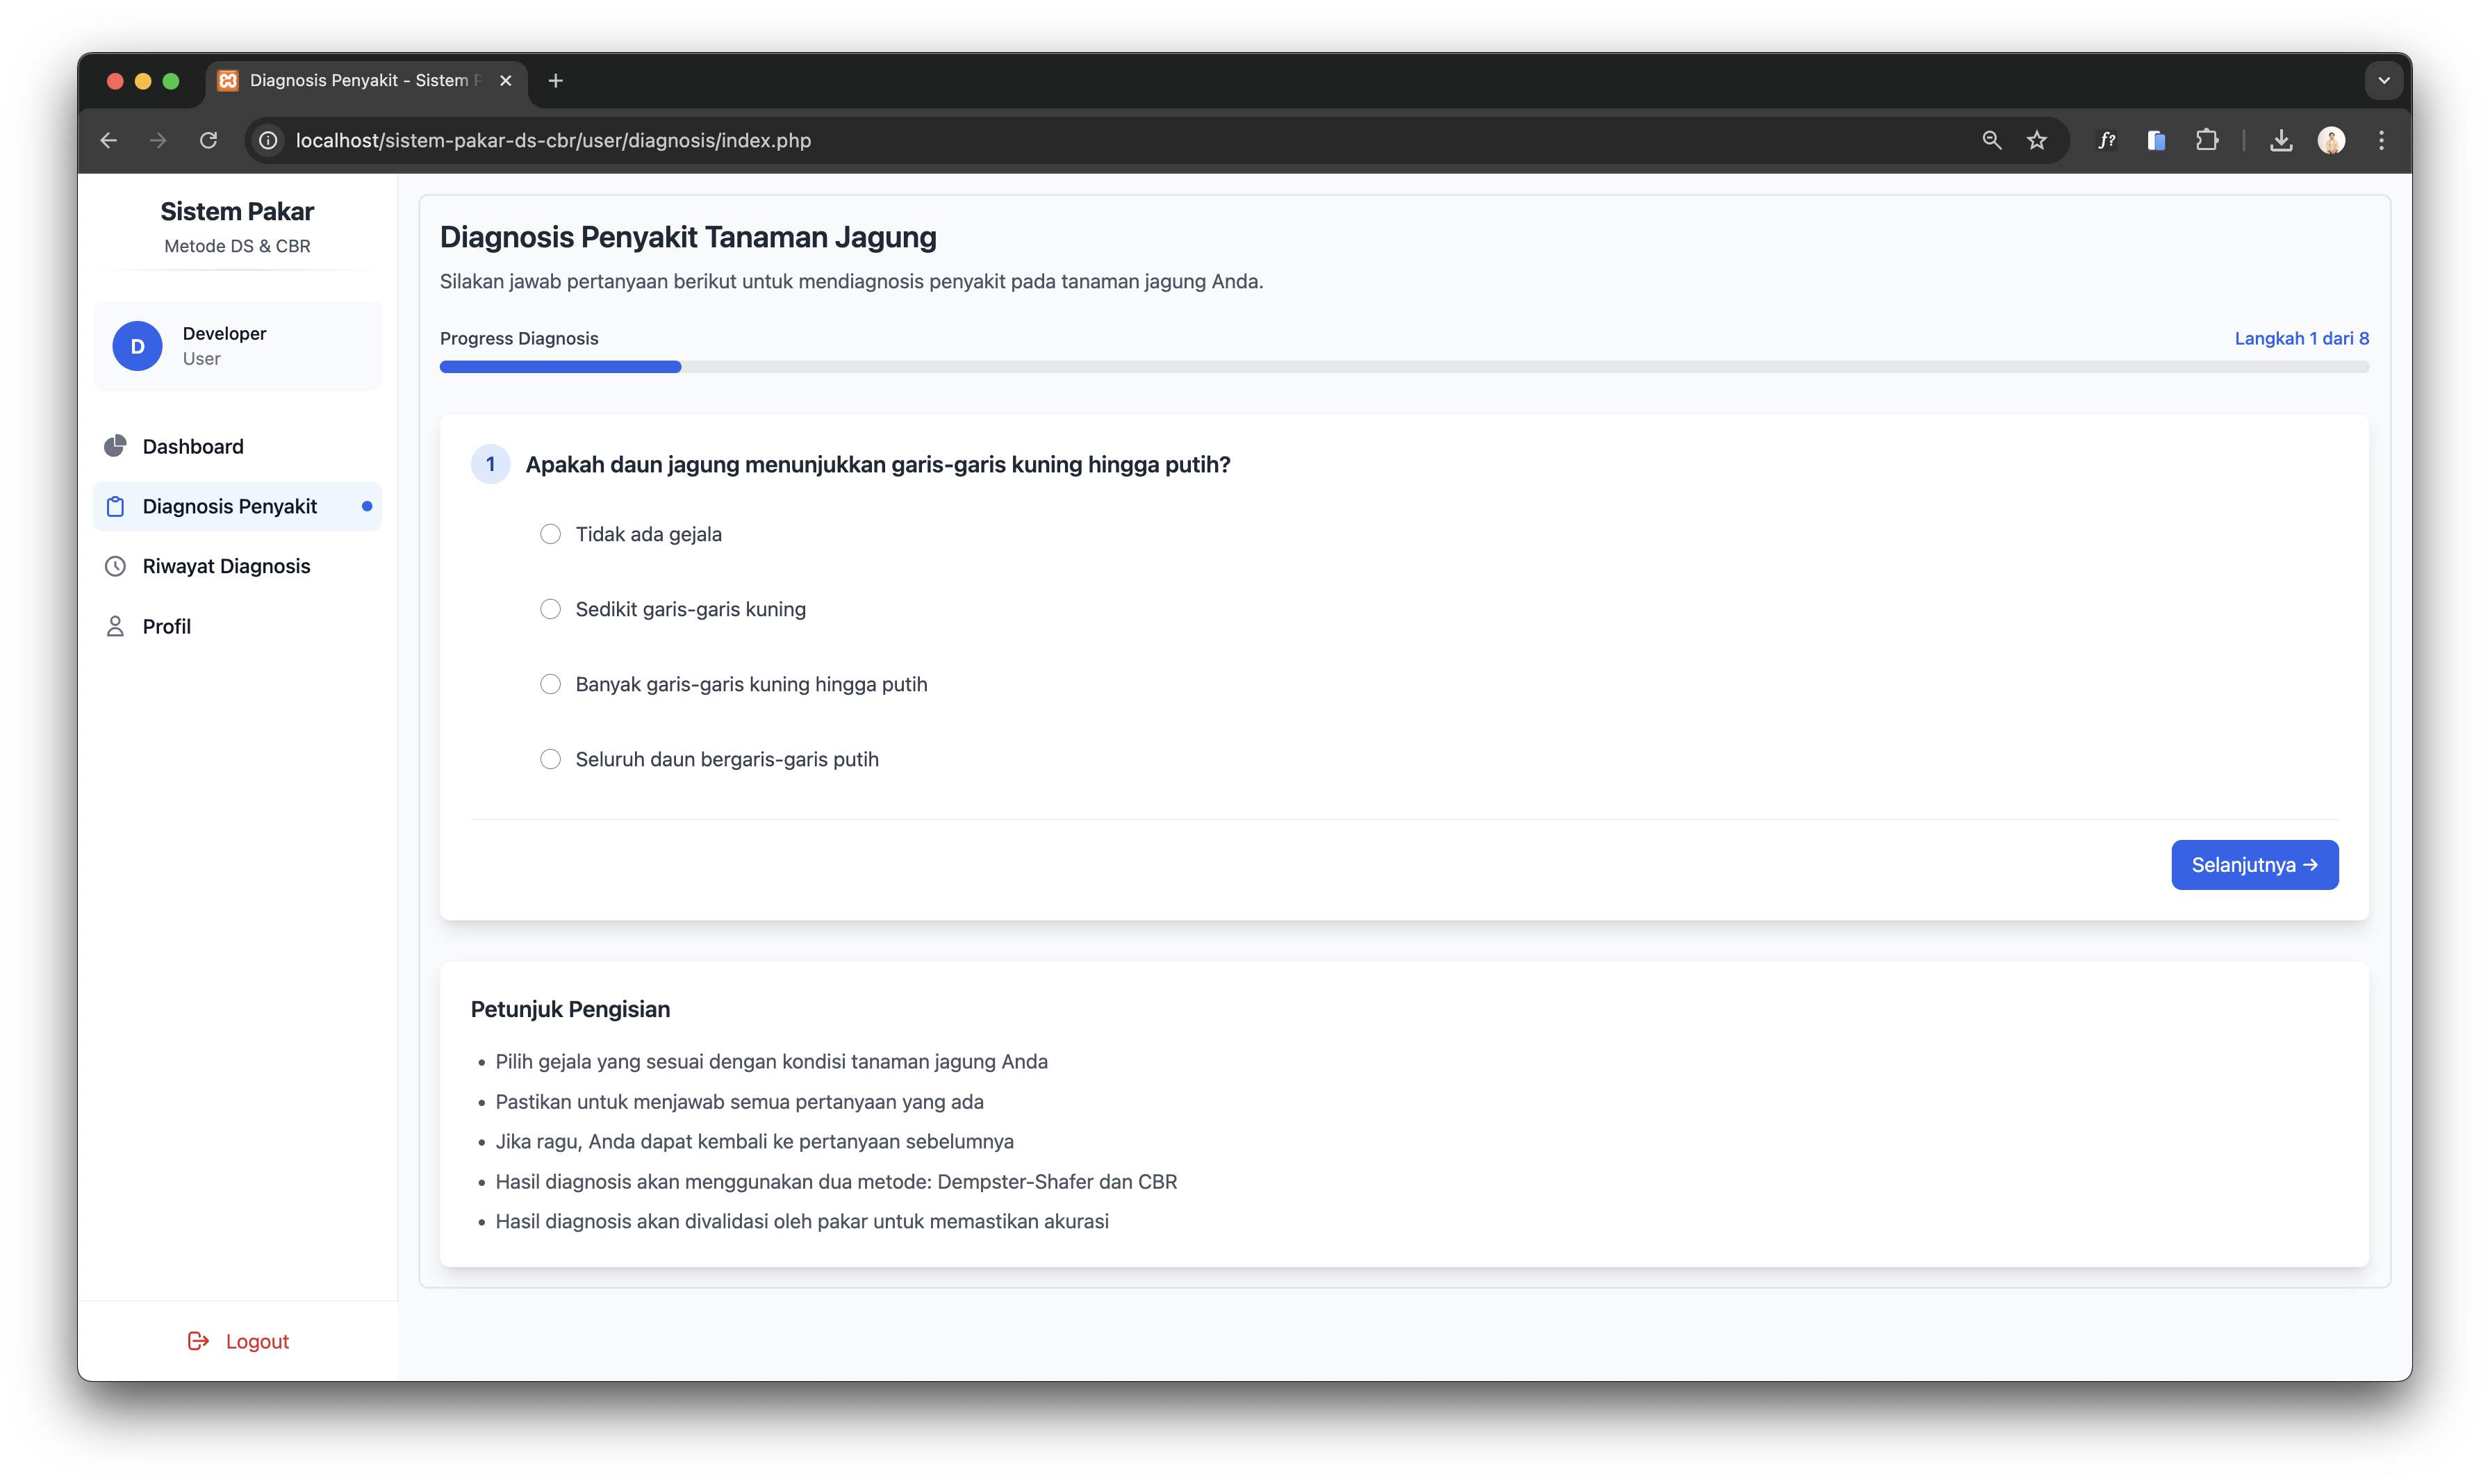 Diagnosis Penyakit - Sistem
localhost/sistem-pakar-ds-cbr/user/diagnosis/index.php
f?
Sistem Pakar
Metode DS & CBR
D
Developer
User
Dashboard
Diagnosis Penyakit
Riwayat Diagnosis
Profil
Logout
Diagnosis Penyakit Tanaman Jagung
Silakan jawab pertanyaan berikut untuk mendiagnosis penyakit pada tanaman jagung Anda.
Progress Diagnosis
Langkah 1 dari 8
1 Apakah daun jagung menunjukkan garis-garis kuning hingga putih?
Tidak ada gejala
Sedikit garis-garis kuning
Banyak garis-garis kuning hingga putih
Seluruh daun bergaris-garis putih
Selanjutnya →
Petunjuk Pengisian
• Pilih gejala yang sesuai dengan kondisi tanaman jagung Anda
• Pastikan untuk menjawab semua pertanyaan yang ada
• Jika ragu, Anda dapat kembali ke pertanyaan sebelumnya
• Hasil diagnosis akan menggunakan dua metode: Dempster-Shafer dan CBR
• Hasil diagnosis akan divalidasi oleh pakar untuk memastikan akurasi